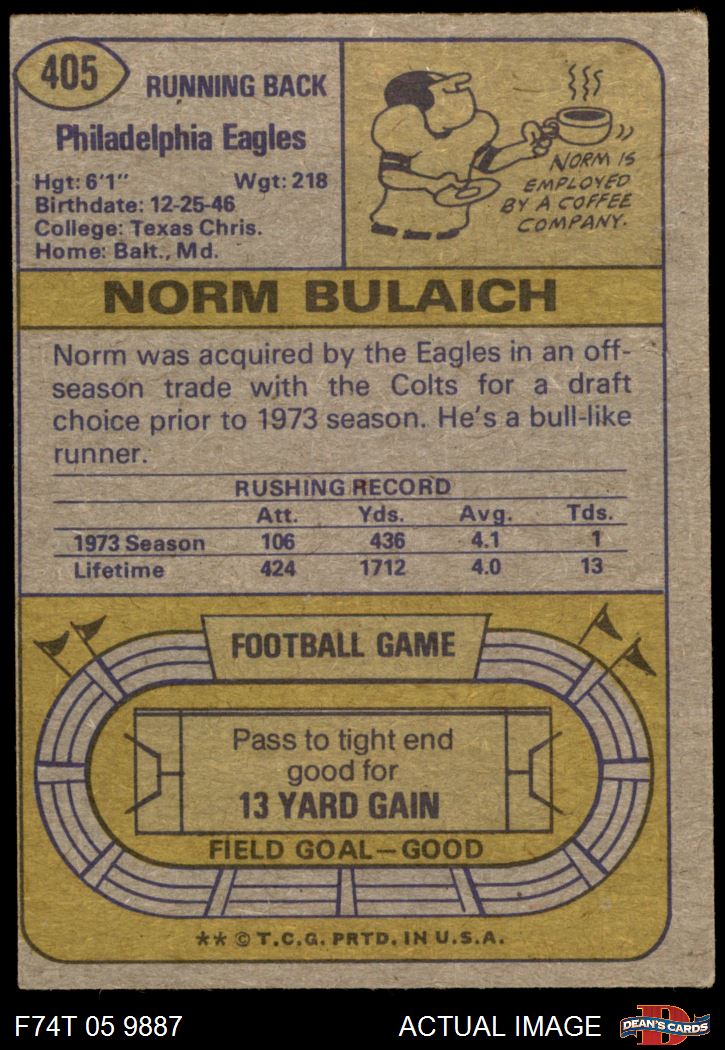 405
RUNNING BACK
Philadelphia Eagles
Hgt: 6'1" Wgt: 218
Birthdate: 12-25-46
College: Texas Chris.
Home: Balt., Md.
NORM IS
EMPLOYED
BY A COFFEE
COMPANY.
NORM BULAICH
Norm was acquired by the Eagles in an off-
season trade with the Colts for a draft
choice prior to 1973 season. He's a bull-like
runner.
RUSHING RECORD
Att. Yds. Avg. Tds.
1973 Season 106 436 4.1 1
Lifetime 424 1712 4.0 13
FOOTBALL GAME
Pass to tight end
good for
13 YARD GAIN
FIELD GOAL—GOOD
** © T.C.G. PRTD. IN U.S.A.
F74T 05 9887 ACTUAL IMAGE
D
DEAN'S CARDS